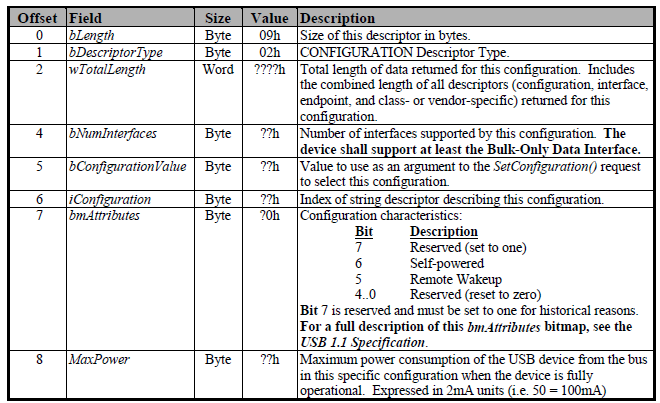 Offset Field Size Value Description
0 bLength Byte 09h Size of this descriptor in bytes.
1 bDescriptorType Byte 02h CONFIGURATION Descriptor Type.
2 wTotalLength Word ????h Total length of data returned for this configuration. Includes
the combined length of all descriptors (configuration, interface,
endpoint, and class- or vendor-specific) returned for this
configuration.
4 bNumInterfaces Byte ??h Number of interfaces supported by this configuration. The
device shall support at least the Bulk-Only Data Interface.
5 bConfigurationValue Byte ??h Value to use as an argument to the SetConfiguration() request
to select this configuration.
6 iConfiguration Byte ??h Index of string descriptor describing this configuration.
7 bmAttributes Byte ?0h Configuration characteristics:
Bit Description
7 Reserved (set to one)
6 Self-powered
5 Remote Wakeup
4..0 Reserved (reset to zero)
Bit 7 is reserved and must be set to one for historical reasons.
For a full description of this bmAttributes bitmap, see the
USB 1.1 Specification.
8 MaxPower Byte ??h Maximum power consumption of the USB device from the bus
in this specific configuration when the device is fully
operational. Expressed in 2mA units (i.e. 50 = 100mA)